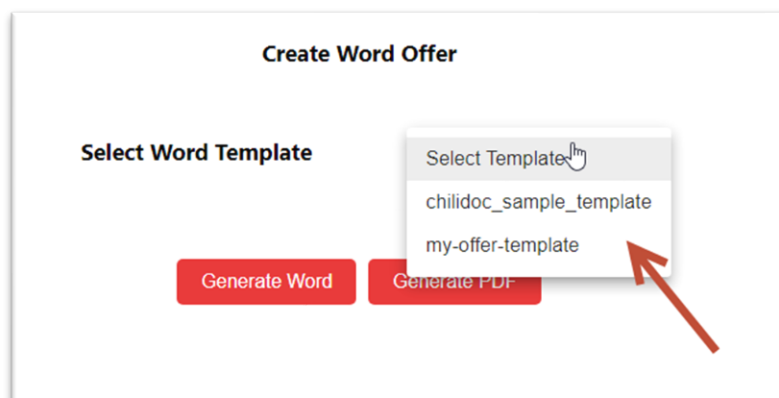 Create Word Offer
Select Word Template
Select Template
chilidoc_sample_template
my-offer-template
Generate Word
Generate PDF